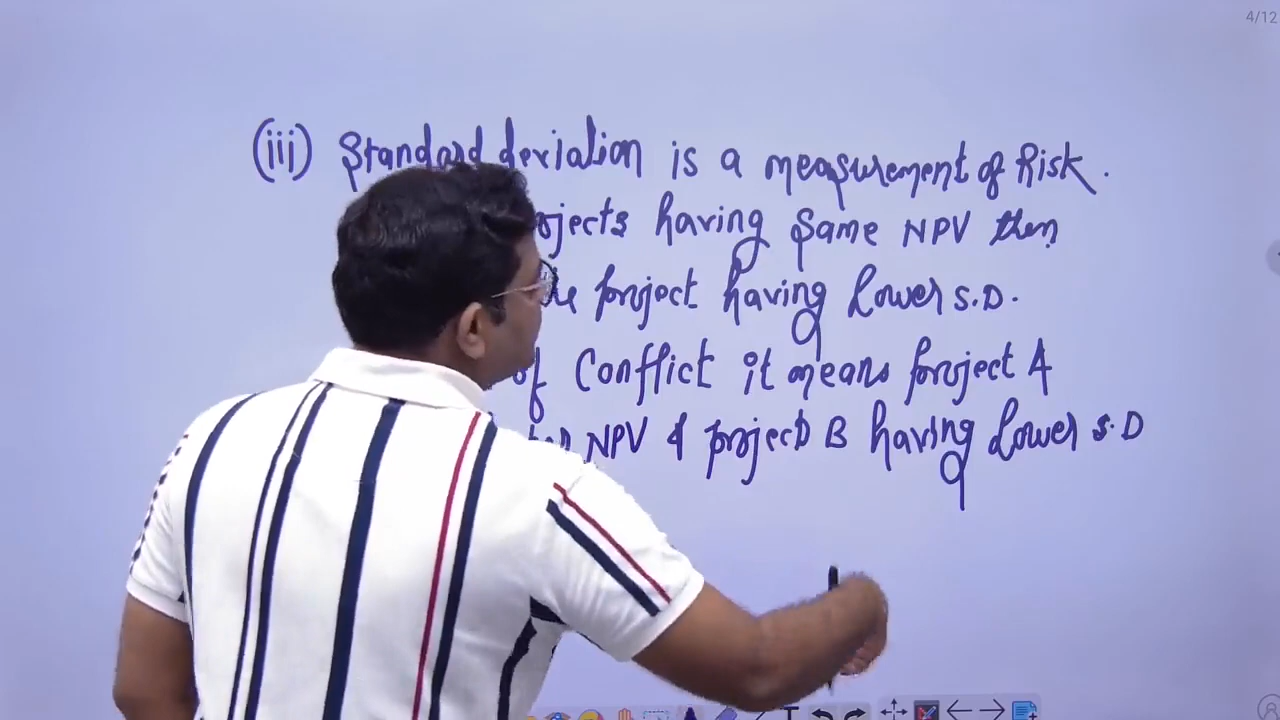 4/12
(iii) Standard deviation is a measurement of Risk.
having same NPV then
project having Lower S.D.
of Conflict it means project A
NPV & project B having Lower S.D